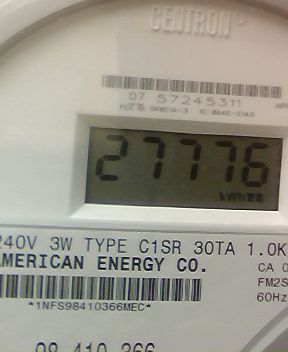 CENTRON®
07 57245311
27776
kWh
240V 3W TYPE C1SR 30TA 1.0K
AMERICAN ENERGY CO.
CA 0
FM2S
60Hz
*1NFS98410366MEC*
98 410 366